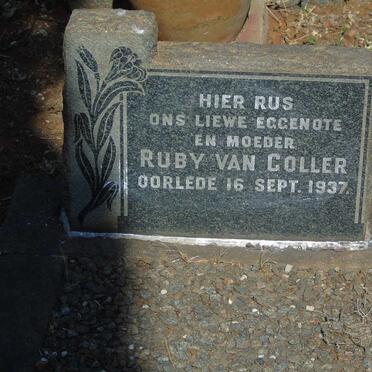 HIER RUS
ONS LIEWE EGGENOTE
EN MOEDER
RUBY VAN COLLER
OORLEDE 16 SEPT. 1937.